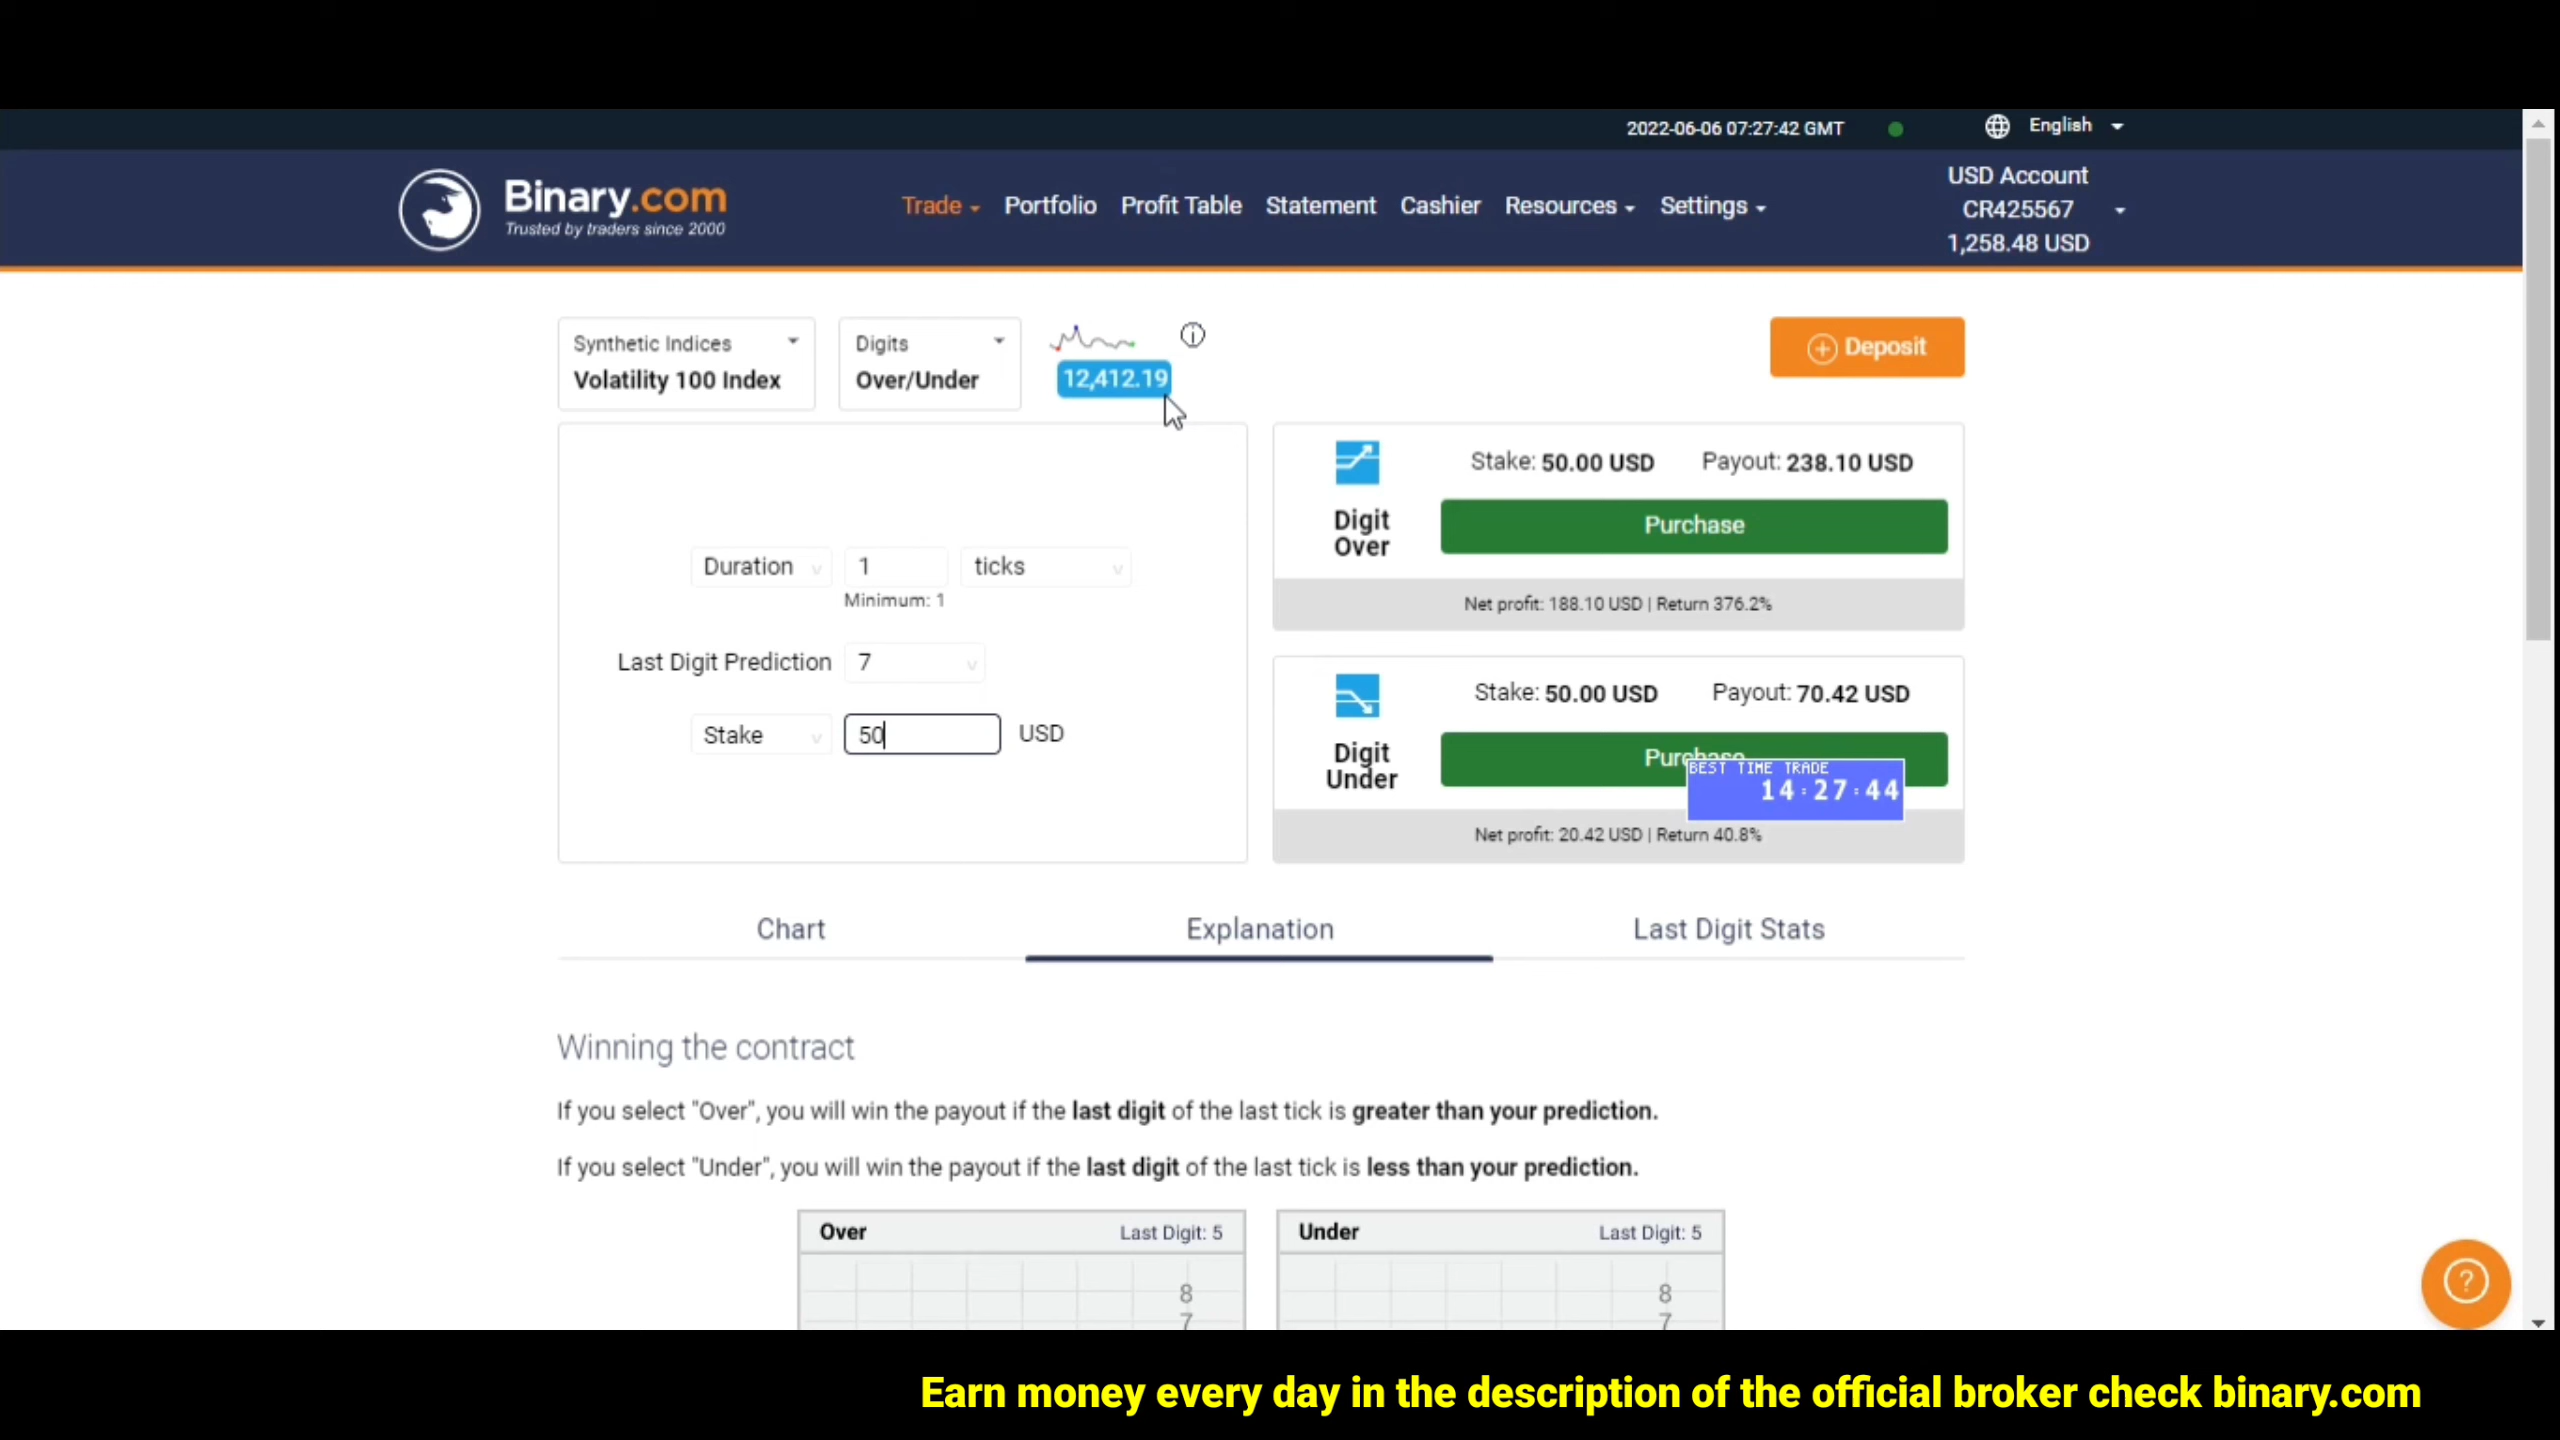 2022-06-06 07:27:42 GMT
English
Binary.com
Trusted by traders since 2000
Trade
Portfolio
Profit Table
Statement
Cashier
Resources
Settings
USD Account
CR425567
1,258.48 USD
Synthetic Indices
Volatility 100 Index
Digits
Over/Under
12,412.19
Deposit
Duration
1
ticks
Minimum: 1
Last Digit Prediction
7
Stake
50
USD
Stake: 50.00 USD
Payout: 238.10 USD
Digit
Over
Purchase
Net profit: 188.10 USD | Return 376.2%
Stake: 50.00 USD
Payout: 70.42 USD
Digit
Under
Purchase
BEST TIME TRADE
14:27:44
Net profit: 20.42 USD | Return 40.8%
Chart
Explanation
Last Digit Stats
Winning the contract
If you select "Over", you will win the payout if the last digit of the last tick is greater than your prediction.
If you select "Under", you will win the payout if the last digit of the last tick is less than your prediction.
Over
Last Digit: 5
8
7
Under
Last Digit: 5
8
7
?
Earn money every day in the description of the official broker check binary.com